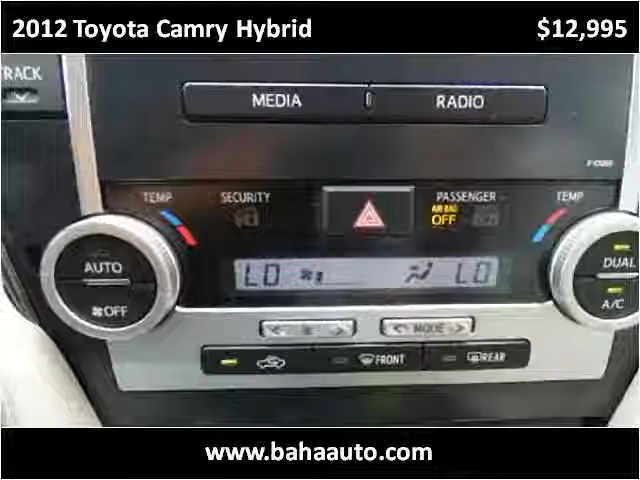 2012 Toyota Camry Hybrid $12,995
TRACK
MEDIA RADIO
TEMP SECURITY PASSENGER TEMP
AIR BAG
OFF
AUTO
OFF
LO LO
DUAL
A/C
< > < MODE >
FRONT REAR
www.bahaauto.com